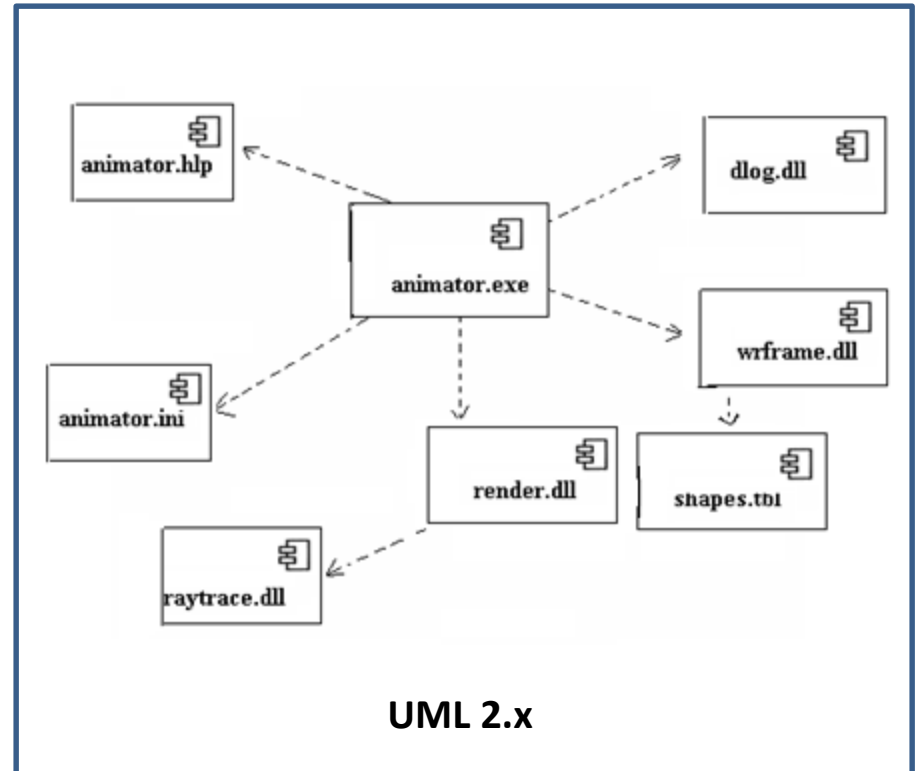 animator.hlp
dlog.dll
animator.exe
wrframe.dll
animator.ini
render.dll
shapes.tbl
raytrace.dll
UML 2.x